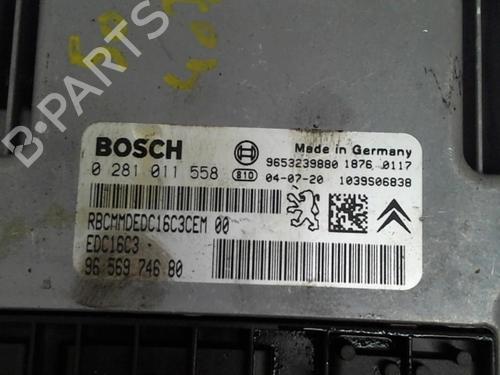 B-PARTS
BOSCH
Made in Germany
9653239880 1876 0117
0 281 011 558 810 04-07-20 1039S06838
RBCMMDEDC16C3CEM 00
EDC16C3
96 569 746 80